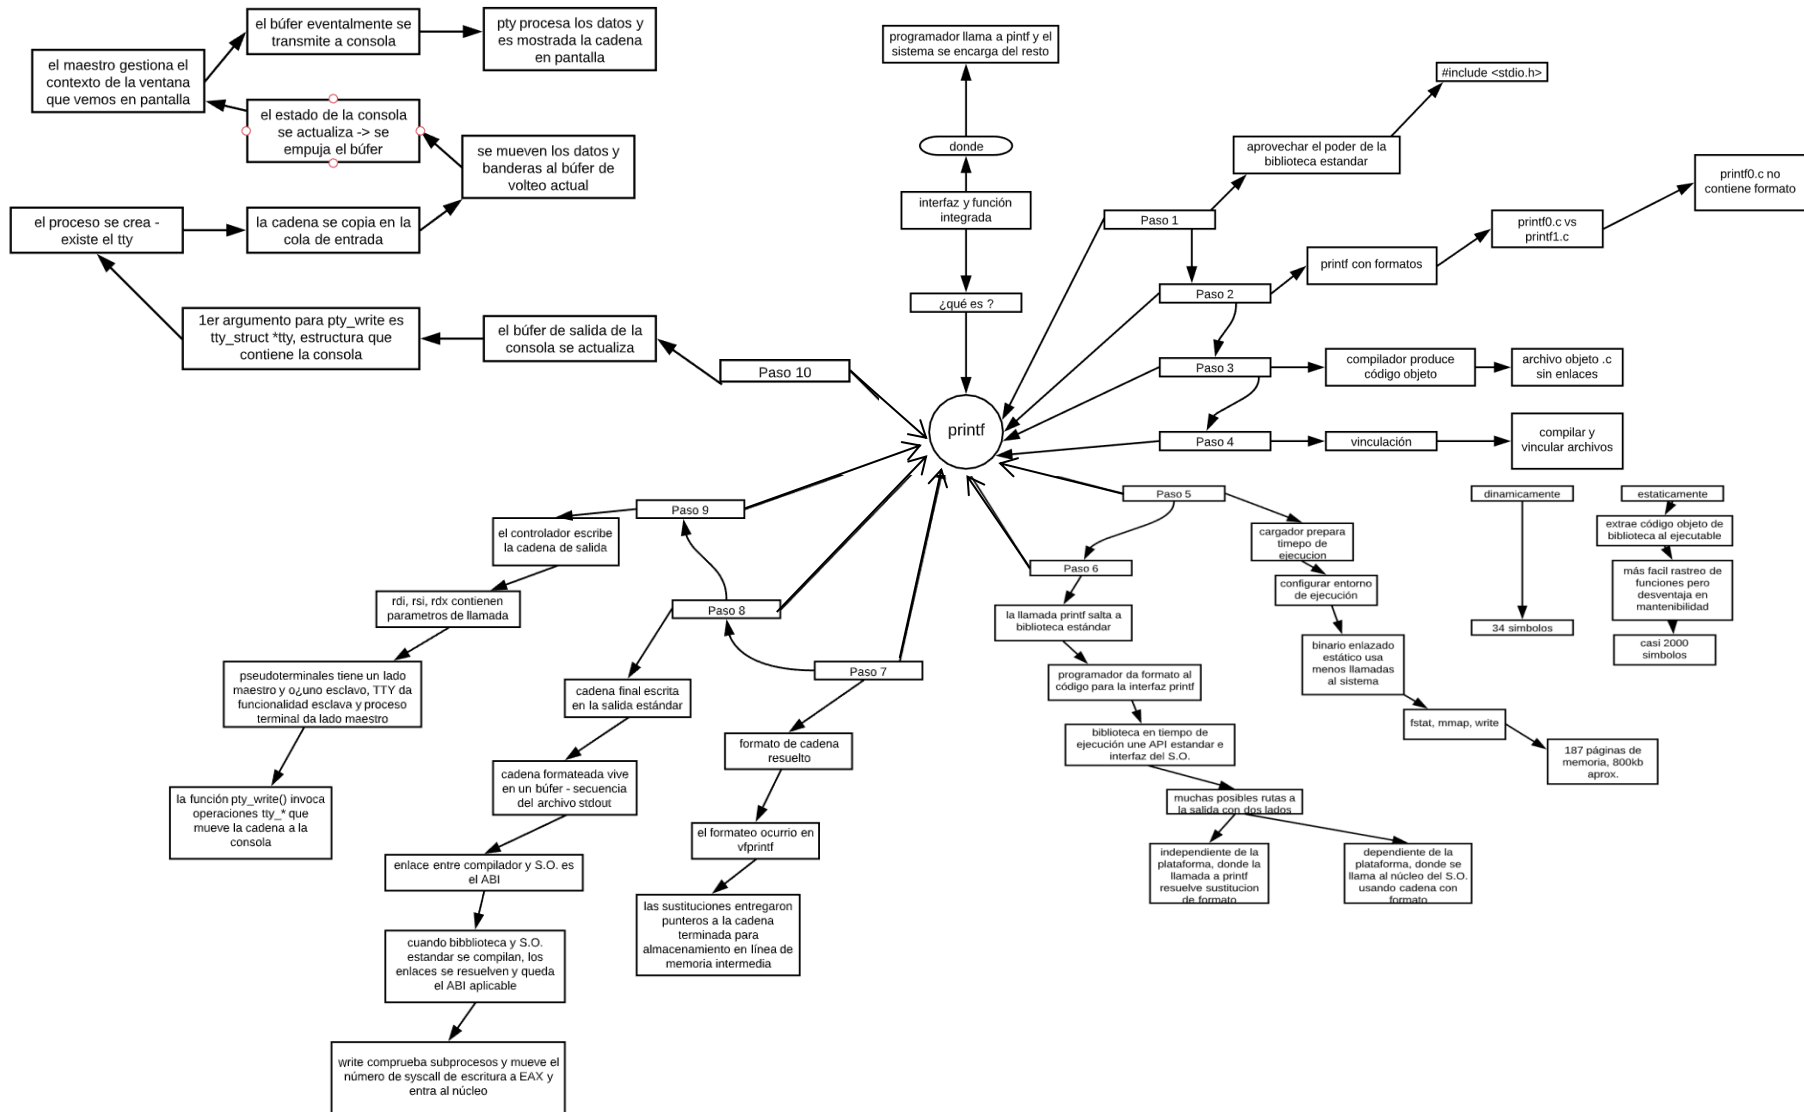 programador llama a pintf y el
sistema se encarga del resto
donde
interfaz y función
integrada
¿qué es ?
printf
Paso 1
aprovechar el poder de la
biblioteca estandar
#include <stdio.h>
Paso 2
printf con formatos
printf0.c vs
printf1.c
printf0.c no
contiene formato
Paso 3
compilador produce
código objeto
archivo objeto .c
sin enlaces
Paso 4
vinculación
compilar y
vincular archivos
dinamicamente
34 simbolos
estaticamente
extrae código objeto de
biblioteca al ejecutable
más facil rastreo de
funciones pero
desventaja en
mantenibilidad
casi 2000
simbolos
Paso 5
cargador prepara
timepo de
ejecucion
configurar entorno
de ejecución
binario enlazado
estático usa
menos llamadas
al sistema
fstat, mmap, write
187 páginas de
memoria, 800kb
aprox.
Paso 6
la llamada printf salta a
biblioteca estándar
programador da formato al
código para la interfaz printf
biblioteca en tiempo de
ejecución une API estandar e
interfaz del S.O.
muchas posibles rutas a
la salida con dos lados
independiente de la
plataforma, donde la
llamada a printf
resuelve sustitucion
de formato
dependiente de la
plataforma, donde se
llama al núcleo del S.O.
usando cadena con
formato
Paso 7
formato de cadena
resuelto
el formateo ocurrio en
vfprintf
las sustituciones entregaron
punteros a la cadena
terminada para
almacenamiento en línea de
memoria intermedia
Paso 8
cadena final escrita
en la salida estándar
cadena formateada vive
en un búfer - secuencia
del archivo stdout
enlace entre compilador y S.O. es
el ABI
cuando bibblioteca y S.O.
estandar se compilan, los
enlaces se resuelven y queda
el ABI aplicable
write comprueba subprocesos y mueve el
número de syscall de escritura a EAX y
entra al núcleo
Paso 9
el controlador escribe
la cadena de salida
rdi, rsi, rdx contienen
parametros de llamada
pseudoterminales tiene un lado
maestro y o¿uno esclavo, TTY da
funcionalidad esclava y proceso
terminal da lado maestro
la función pty_write() invoca
operaciones tty_* que
mueve la cadena a la
consola
Paso 10
el búfer de salida de la
consola se actualiza
1er argumento para pty_write es
tty_struct *tty, estructura que
contiene la consola
el proceso se crea -
existe el tty
la cadena se copia en la
cola de entrada
se mueven los datos y
banderas al búfer de
volteo actual
el estado de la consola
se actualiza -> se
empuja el búfer
el maestro gestiona el
contexto de la ventana
que vemos en pantalla
el búfer eventalmente se
transmite a consola
pty procesa los datos y
es mostrada la cadena
en pantalla